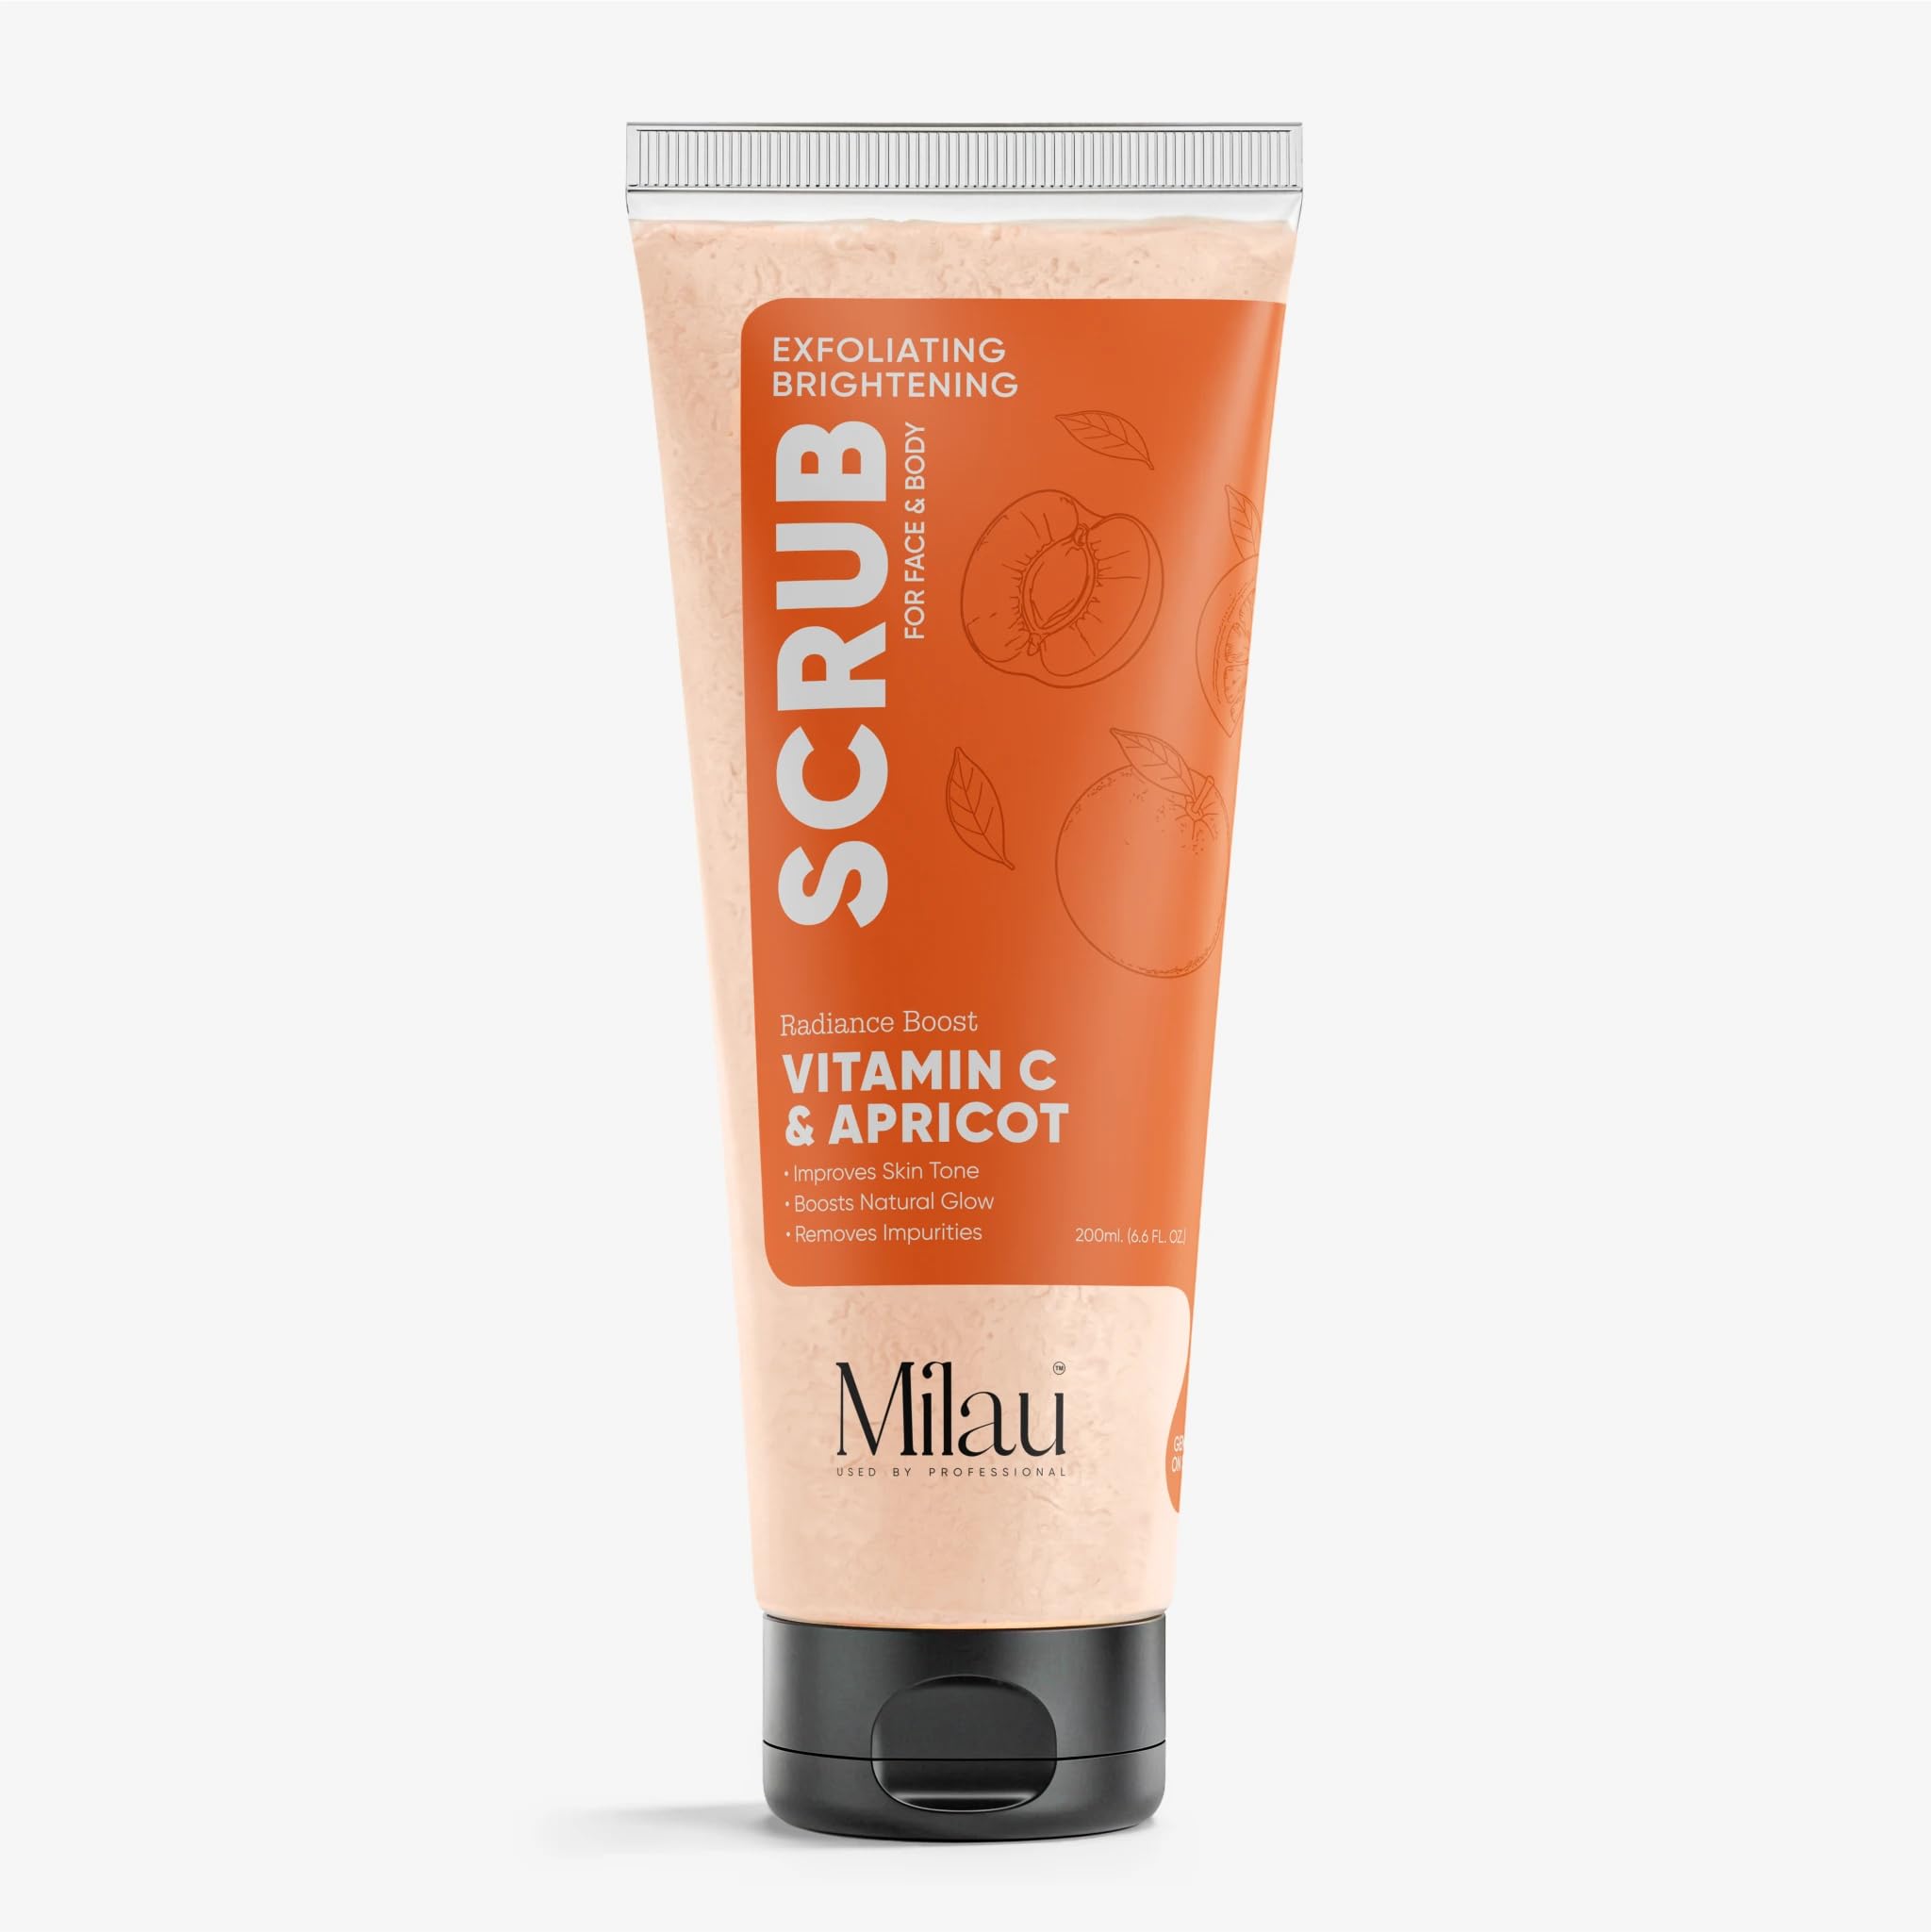 EXFOLIATING
BRIGHTENING
SCRUB
FOR FACE & BODY
Radiance Boost
VITAMIN C
& APRICOT
• Improves Skin Tone
• Boosts Natural Glow
• Removes Impurities
200ml. (6.6 FL. OZ.)
Milau™
USED BY PROFESSIONAL